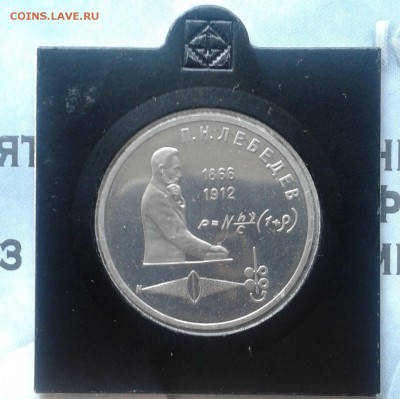 COINS.LAVE.RU
П.Н.ЛЕБЕДЕВ
1866
1912
p=N hν/c (1+ρ)